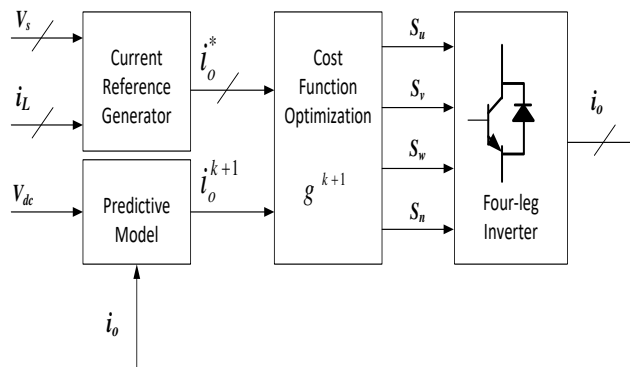 V_s
i_L
V_dc
Current
Reference
Generator
Predictive
Model
i_o
i_o^*
i_o^{k+1}
Cost
Function
Optimization
g^{k+1}
S_u
S_v
S_w
S_n
Four-leg
Inverter
i_o